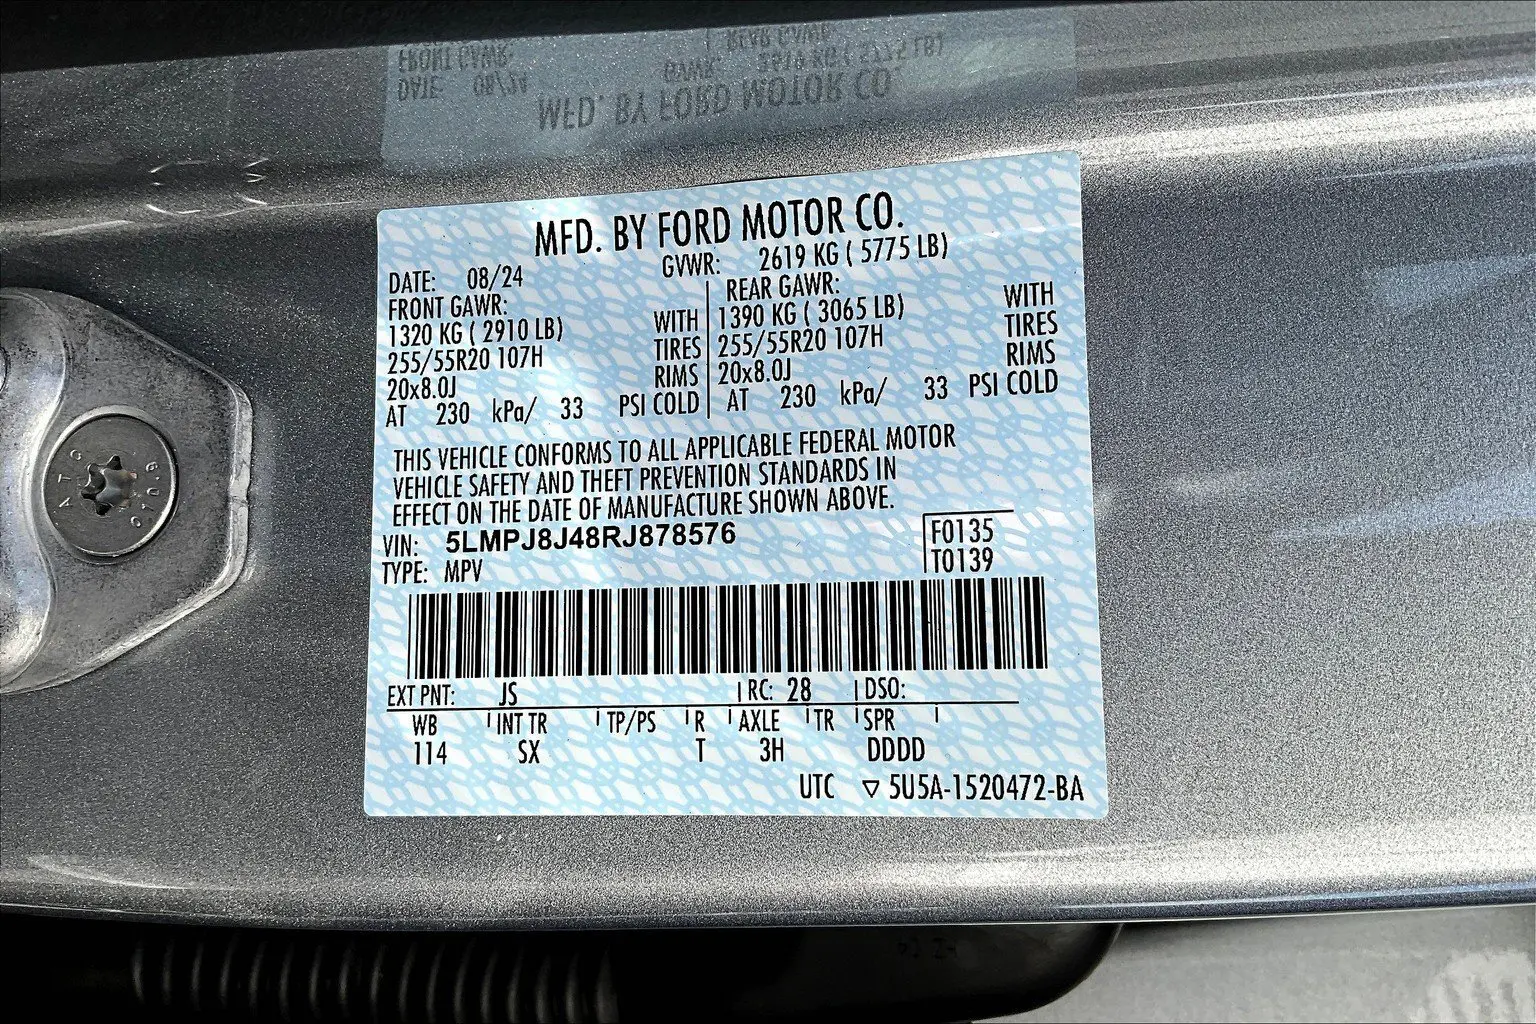 MFD. BY FORD MOTOR CO.
DATE: 08/24 GVWR: 2619 KG ( 5775 LB)
FRONT GAWR: REAR GAWR:
1320 KG ( 2910 LB) WITH 1390 KG ( 3065 LB) WITH
255/55R20 107H TIRES 255/55R20 107H TIRES
20x8.0J RIMS 20x8.0J RIMS
AT 230 kPa/ 33 PSI COLD AT 230 kPa/ 33 PSI COLD
THIS VEHICLE CONFORMS TO ALL APPLICABLE FEDERAL MOTOR
VEHICLE SAFETY AND THEFT PREVENTION STANDARDS IN
EFFECT ON THE DATE OF MANUFACTURE SHOWN ABOVE.
VIN: 5LMPJ8J48RJ878576 F0135
TYPE: MPV T0139
EXT PNT: JS RC: 28 DSO:
WB INT TR TP/PS R AXLE TR SPR
114 SX T 3H DDDD
UTC ▽ 5U5A-1520472-BA